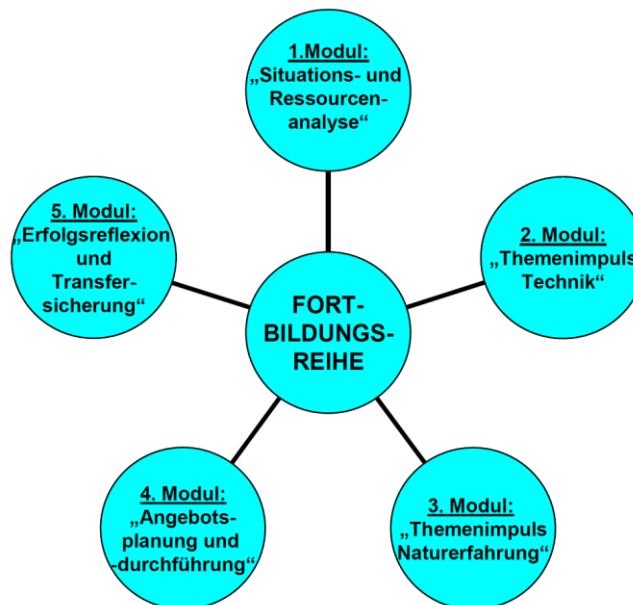 1.Modul:
„Situations- und
Ressourcen-
analyse“
2. Modul:
„Themenimpuls
Technik“
3. Modul:
„Themenimpuls
Naturerfahrung“
4. Modul:
„Angebots-
planung und
-durchführung“
5. Modul:
„Erfolgsreflexion
und
Transfer-
sicherung“
FORT-
BILDUNGS-
REIHE